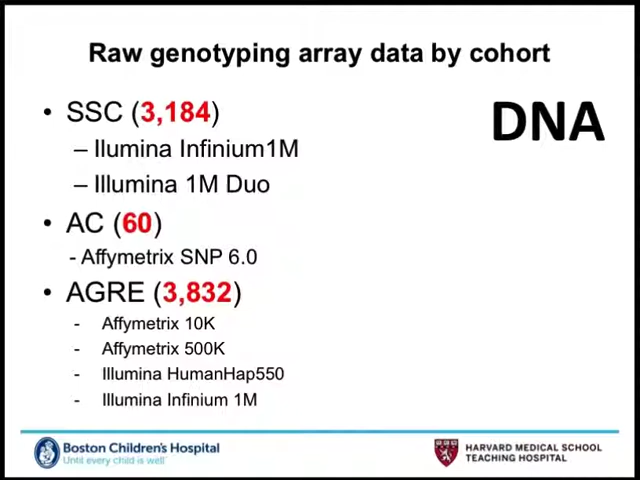 Raw genotyping array data by cohort
DNA
• SSC (3,184)
– Ilumina Infinium1M
– Illumina 1M Duo
• AC (60)
- Affymetrix SNP 6.0
• AGRE (3,832)
- Affymetrix 10K
- Affymetrix 500K
- Illumina HumanHap550
- Illumina Infinium 1M
Boston Children's Hospital
Until every child is well
HARVARD MEDICAL SCHOOL
TEACHING HOSPITAL